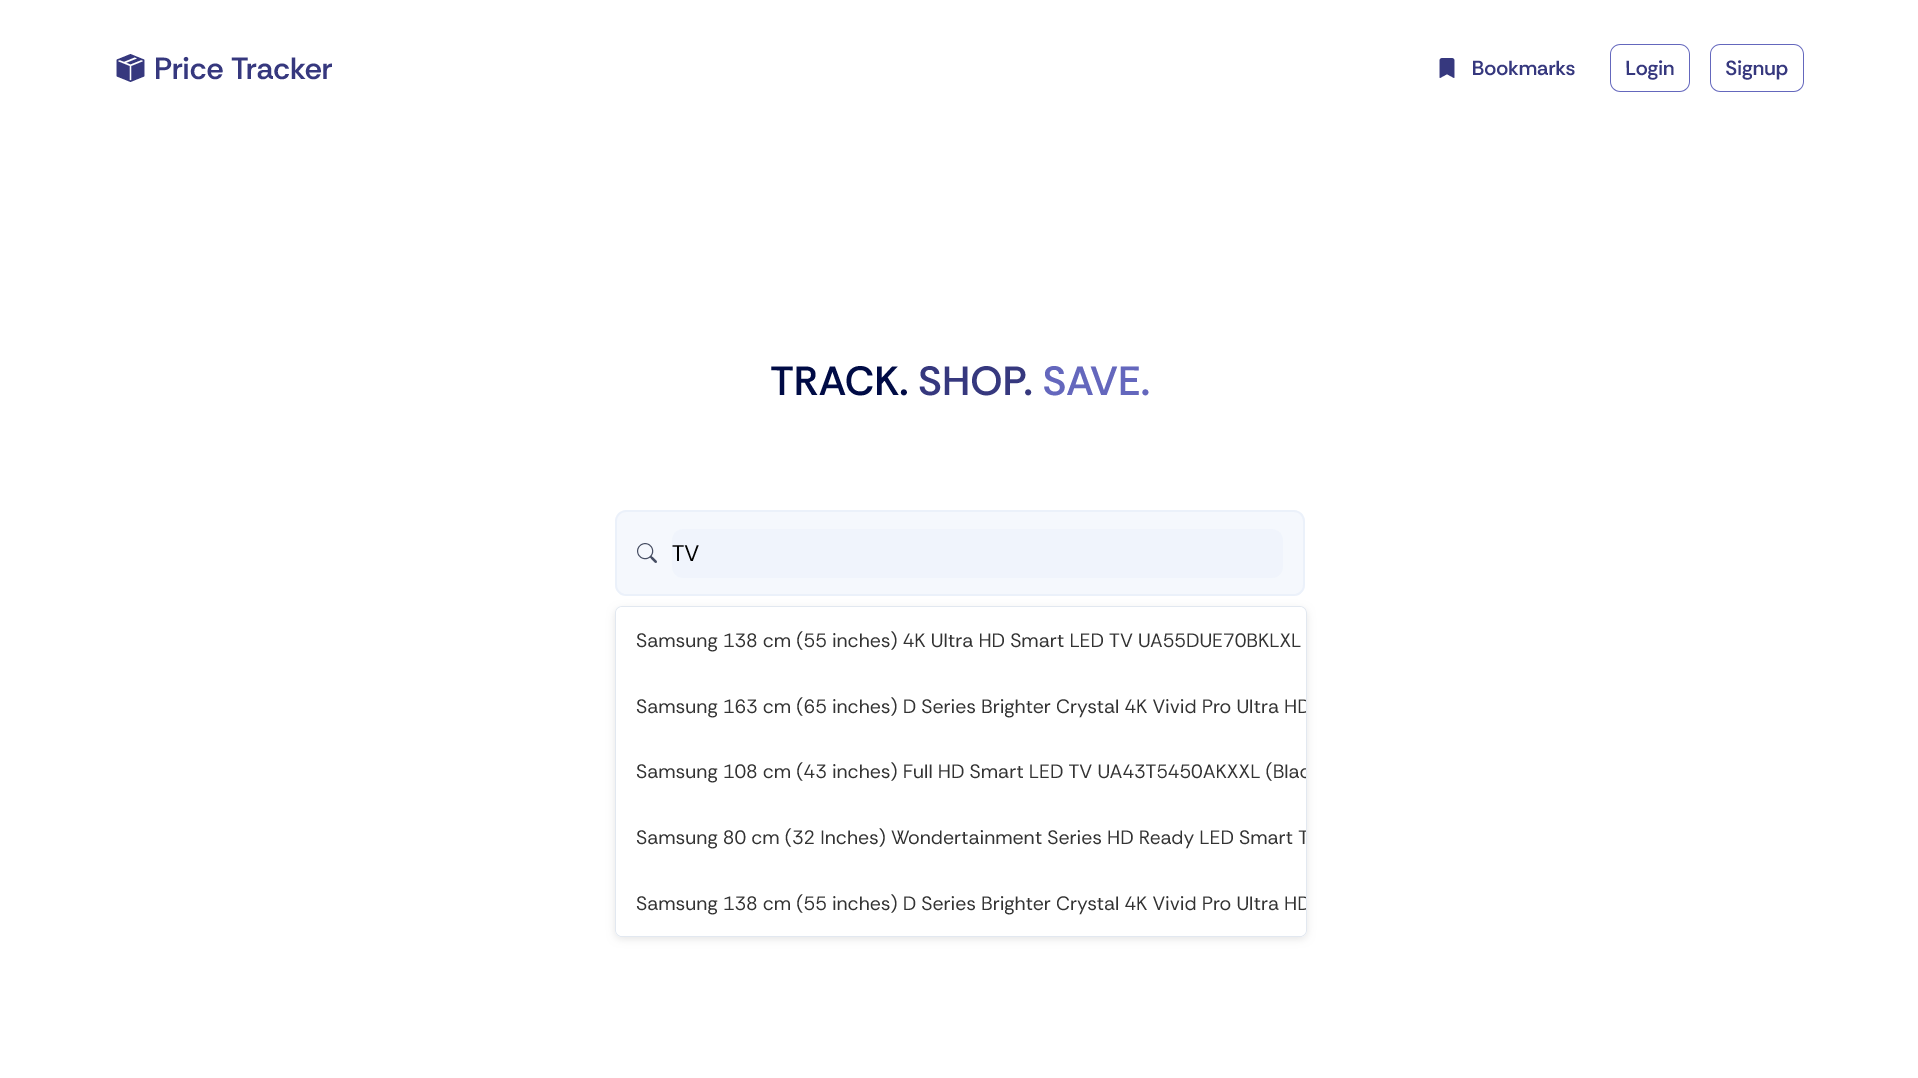 Price Tracker
Bookmarks
Login
Signup
TRACK. SHOP. SAVE.
TV
Samsung 138 cm (55 inches) 4K Ultra HD Smart LED TV UA55DUE70BKLXL
Samsung 163 cm (65 inches) D Series Brighter Crystal 4K Vivid Pro Ultra HD
Samsung 108 cm (43 inches) Full HD Smart LED TV UA43T5450AKXXL (Blac
Samsung 80 cm (32 Inches) Wondertainment Series HD Ready LED Smart T
Samsung 138 cm (55 inches) D Series Brighter Crystal 4K Vivid Pro Ultra HD